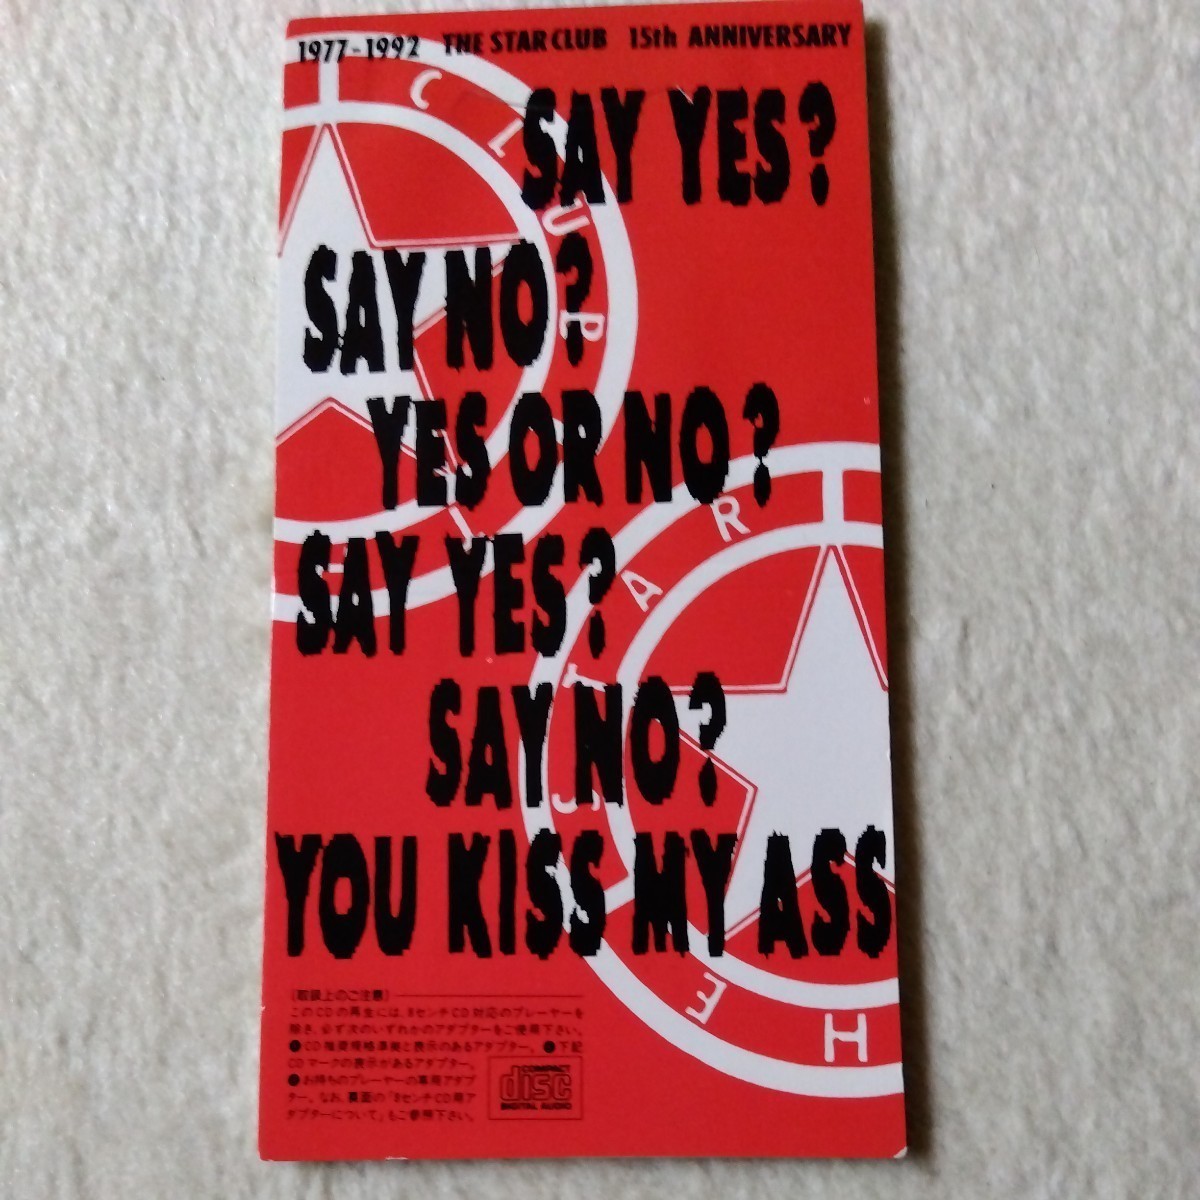 1977-1992 THE STAR CLUB 15th ANNIVERSARY
SAY YES?
SAY NO?
YES OR NO?
SAY YES?
SAY NO?
YOU KISS MY ASS
CLUB
THE STAR
[取扱上のご注意]
このCDの再生には、8センチCD対応のプレーヤーを
除き、必ず次のいずれかのアダプターをご使用下さい。
●CD推奨規格準拠と表示のあるアダプター。●下記
CDマークの表示があるアダプター。
●お持ちのプレーヤーの専用アダプ
ター。なお、裏面の「8センチCD用ア
ダプターについて」もご参照下さい。
COMPACT
disc
DIGITAL AUDIO